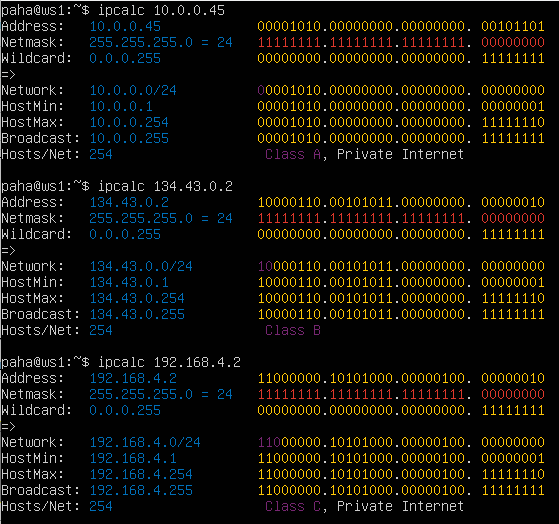 paha@ws1:~$ ipcalc 10.0.0.45
Address:   10.0.0.45            00001010.00000000.00000000. 00101101
Netmask:   255.255.255.0 = 24   11111111.11111111.11111111. 00000000
Wildcard:  0.0.0.255            00000000.00000000.00000000. 11111111
=>
Network:   10.0.0.0/24          00001010.00000000.00000000. 00000000
HostMin:   10.0.0.1             00001010.00000000.00000000. 00000001
HostMax:   10.0.0.254           00001010.00000000.00000000. 11111110
Broadcast: 10.0.0.255           00001010.00000000.00000000. 11111111
Hosts/Net: 254                   Class A, Private Internet
paha@ws1:~$ ipcalc 134.43.0.2
Address:   134.43.0.2           10000110.00101011.00000000. 00000010
Netmask:   255.255.255.0 = 24   11111111.11111111.11111111. 00000000
Wildcard:  0.0.0.255            00000000.00000000.00000000. 11111111
=>
Network:   134.43.0.0/24        10000110.00101011.00000000. 00000000
HostMin:   134.43.0.1           10000110.00101011.00000000. 00000001
HostMax:   134.43.0.254         10000110.00101011.00000000. 11111110
Broadcast: 134.43.0.255         10000110.00101011.00000000. 11111111
Hosts/Net: 254                   Class B
paha@ws1:~$ ipcalc 192.168.4.2
Address:   192.168.4.2          11000000.10101000.00000100. 00000010
Netmask:   255.255.255.0 = 24   11111111.11111111.11111111. 00000000
Wildcard:  0.0.0.255            00000000.00000000.00000000. 11111111
=>
Network:   192.168.4.0/24       11000000.10101000.00000100. 00000000
HostMin:   192.168.4.1          11000000.10101000.00000100. 00000001
HostMax:   192.168.4.254        11000000.10101000.00000100. 11111110
Broadcast: 192.168.4.255        11000000.10101000.00000100. 11111111
Hosts/Net: 254                   Class C, Private Internet